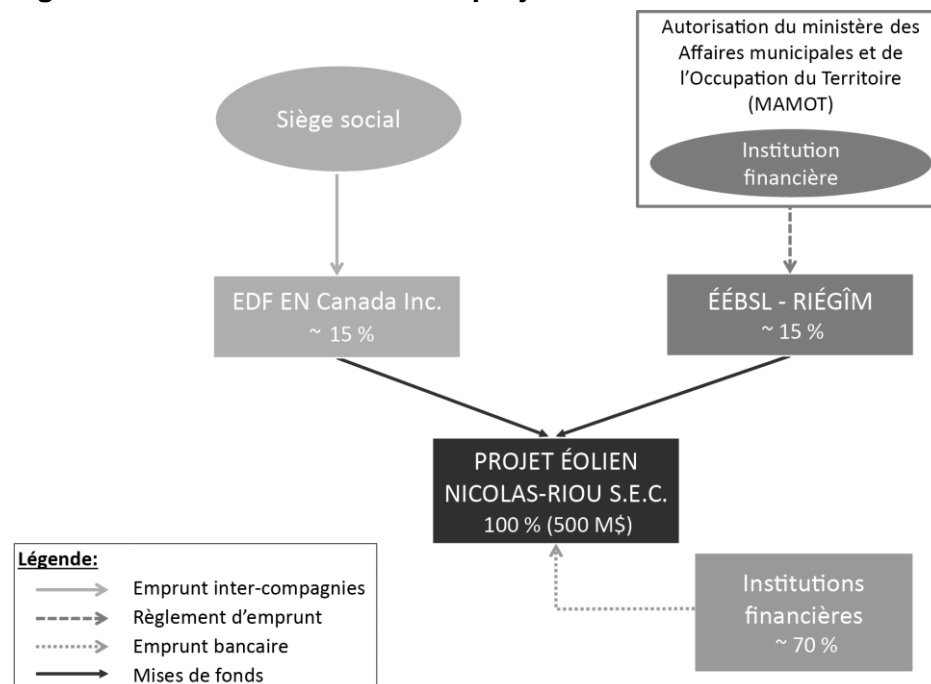 Autorisation du ministère des
Affaires municipales et de
l'Occupation du Territoire
(MAMOT)
Siège social
Institution
financière
EDF EN Canada Inc.
~ 15 %
ÉÉBSL - RIÉGÎM
~ 15 %
PROJET ÉOLIEN
NICOLAS-RIOU S.E.C.
100 % (500 M$)
Institutions
financières
~ 70 %
Légende:
Emprunt inter-compagnies
Règlement d'emprunt
Emprunt bancaire
Mises de fonds